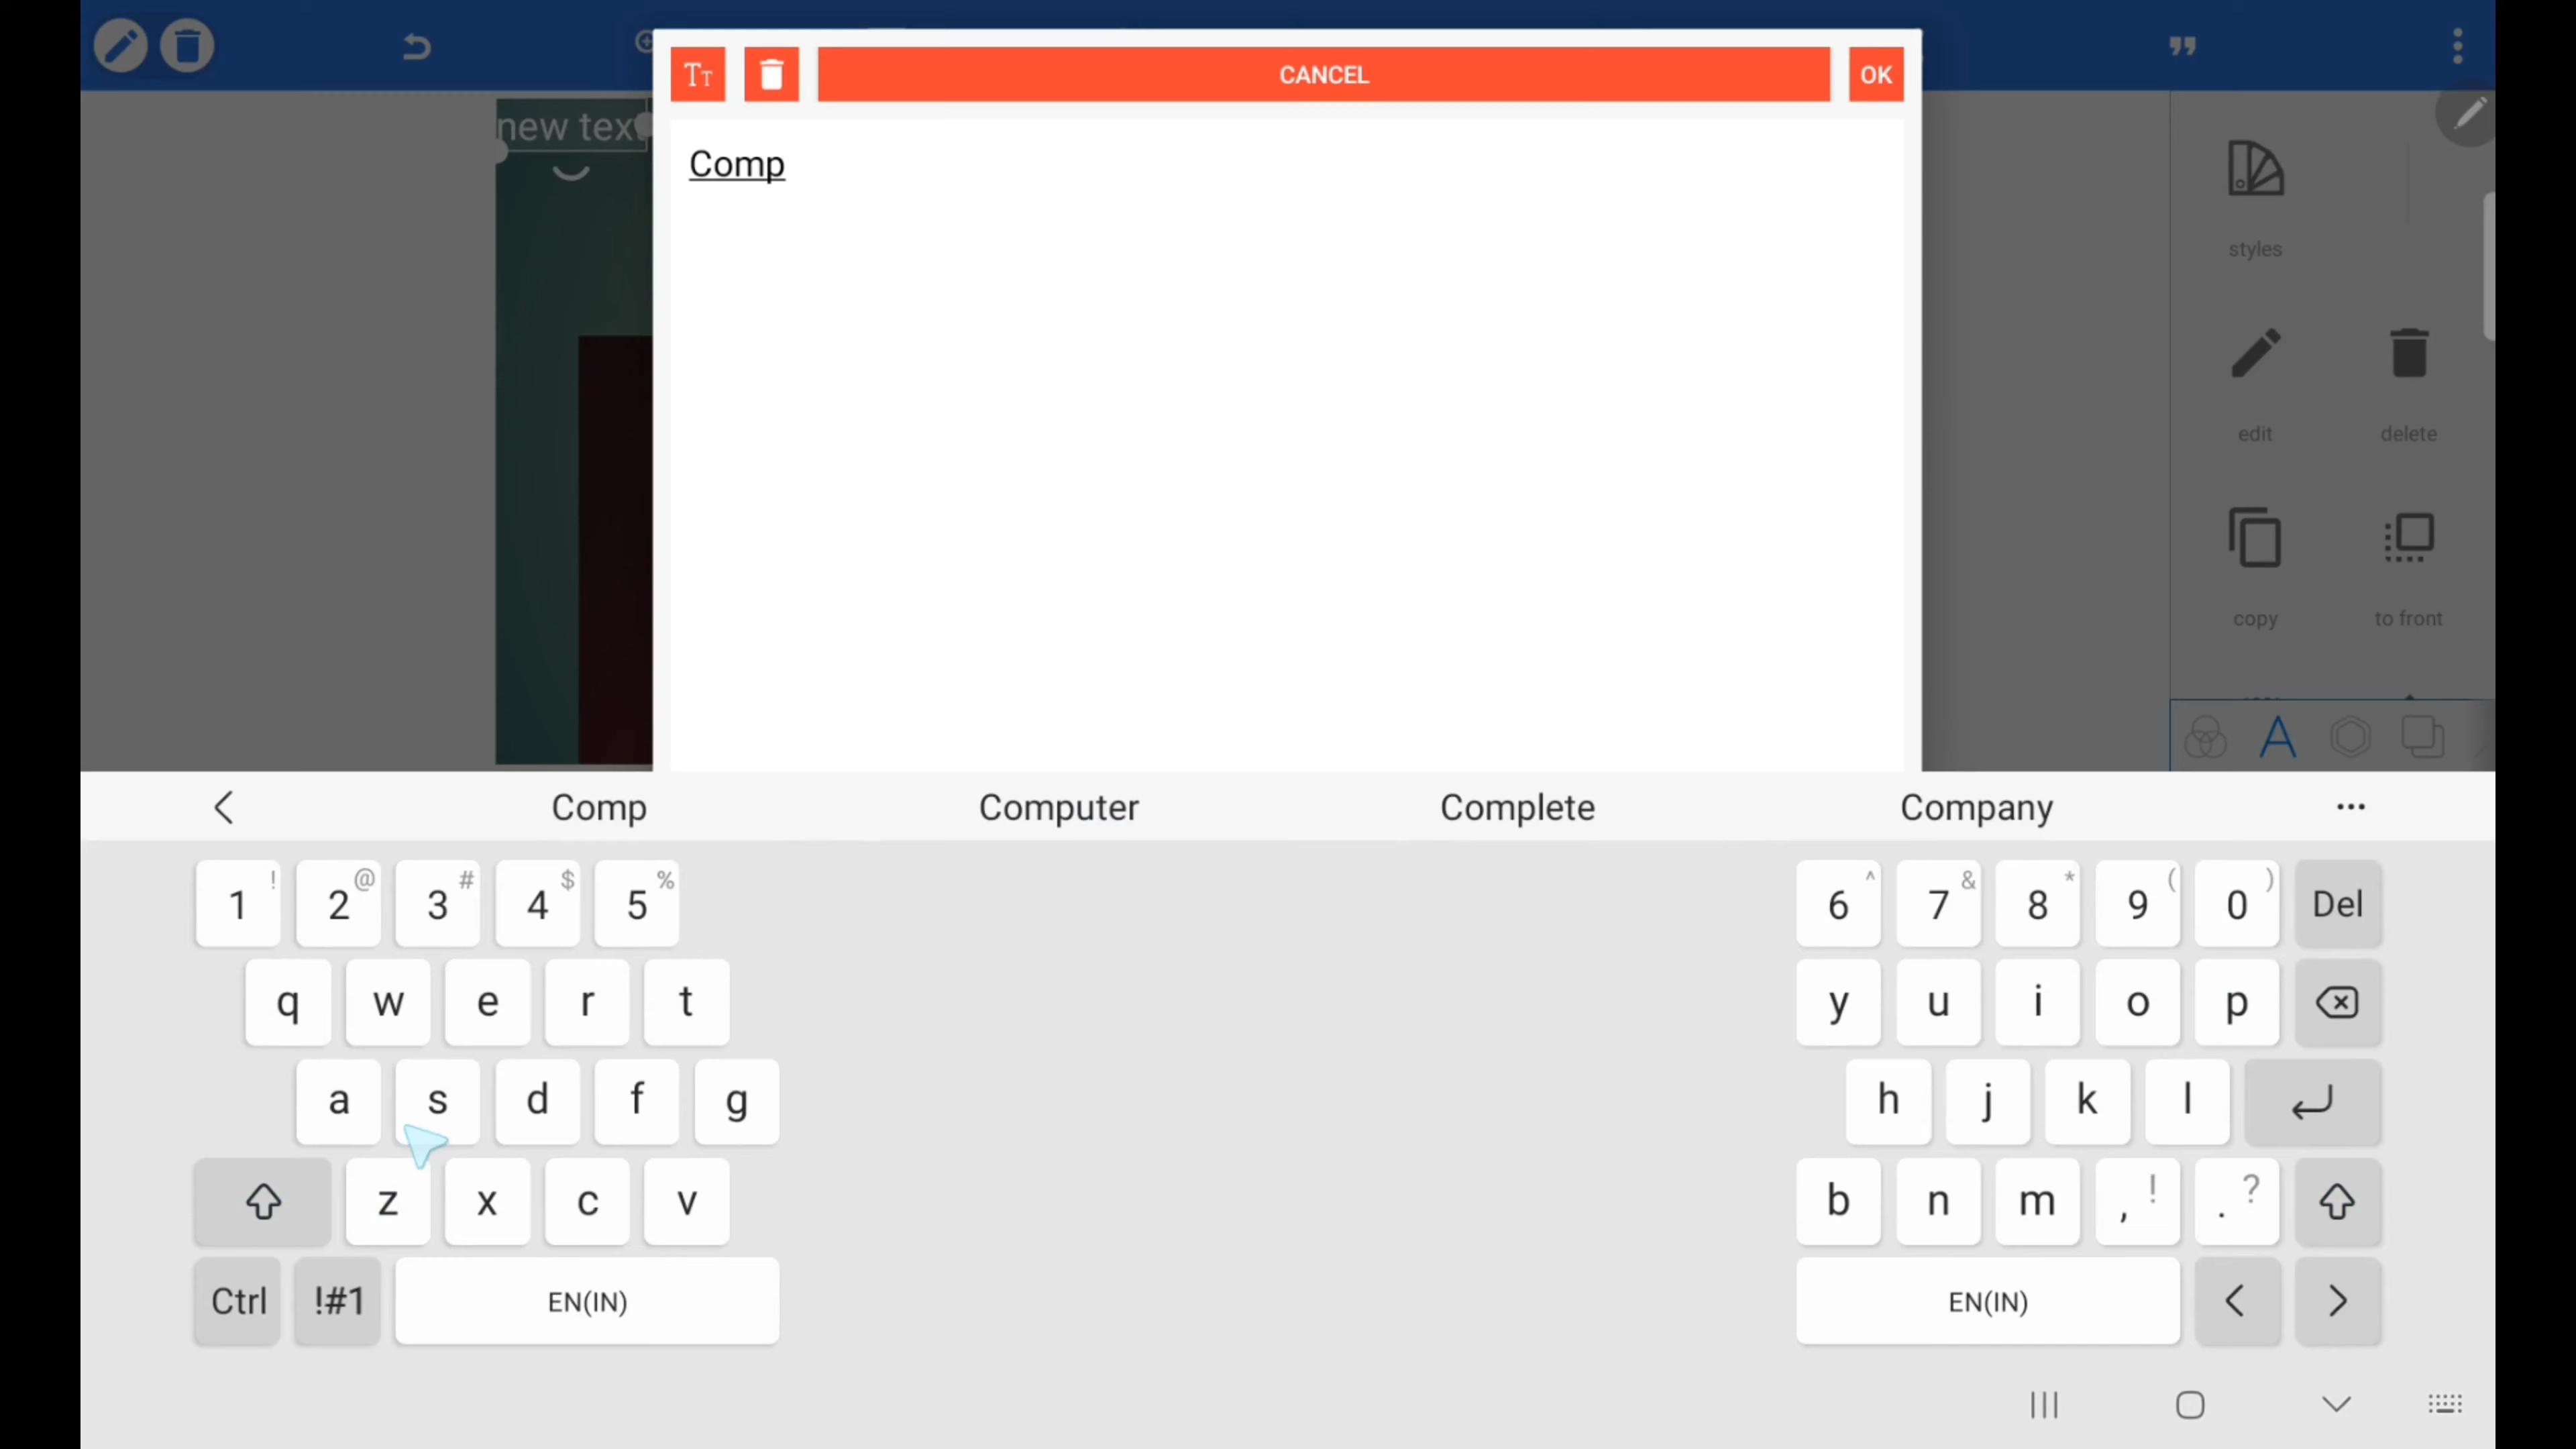 CANCEL
OK
new tex
Comp
styles
edit
delete
copy
to front
Comp
Computer
Complete
Company
...
1 ! 2 @ 3 # 4 $ 5 %
6 ^ 7 & 8 * 9 ( 0 ) Del
q w e r t
y u i o p
a s d f g
h j k l
z x c v
b n m , ! . ?
Ctrl !#1 EN(IN)
EN(IN) < >